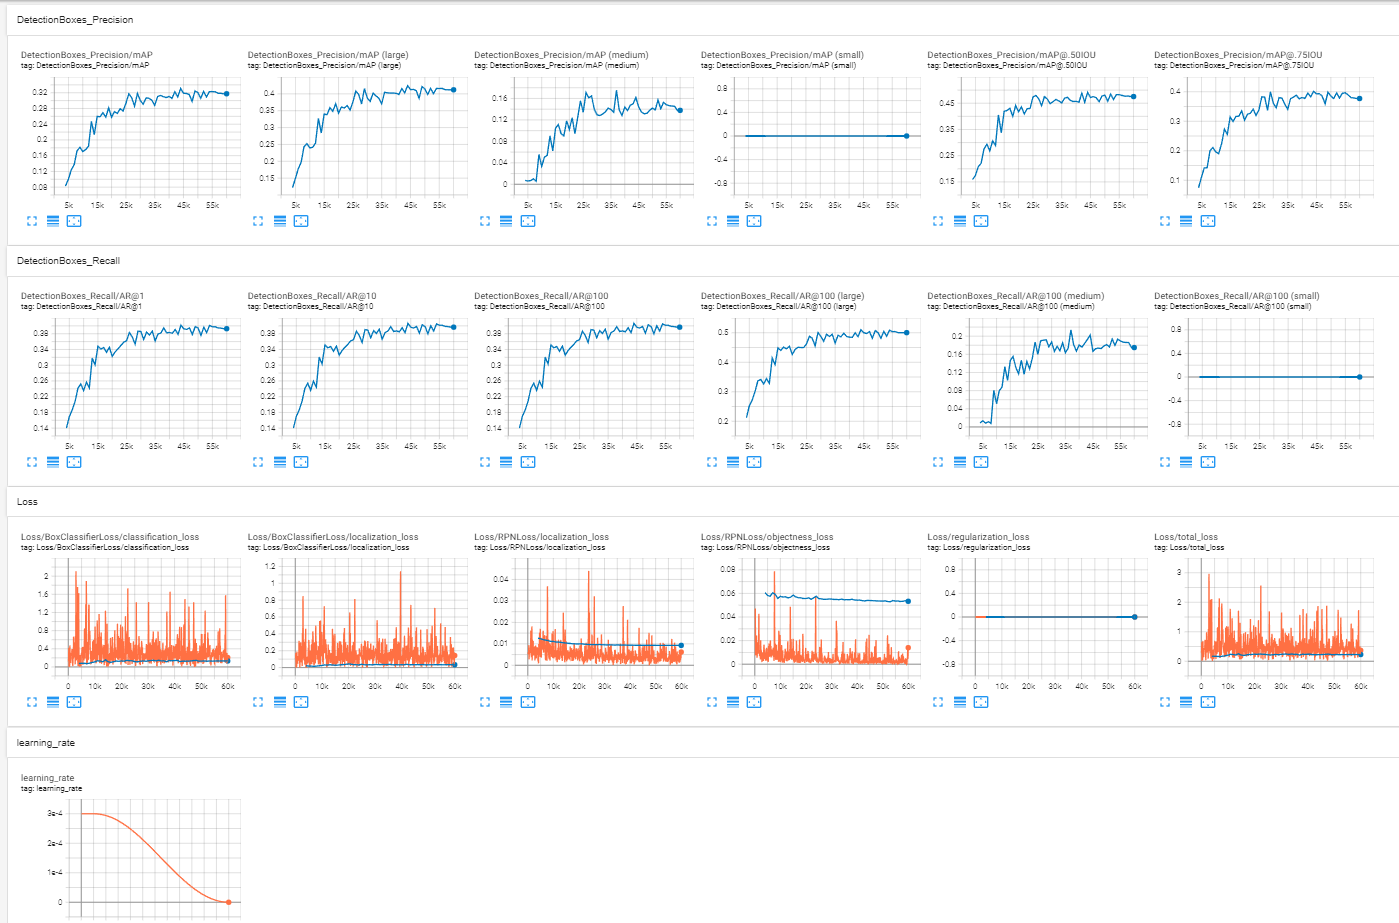 DetectionBoxes_Precision
DetectionBoxes_Precision/mAP
tag: DetectionBoxes_Precision/mAP
0.32
0.28
0.24
0.2
0.16
0.12
0.08
5k 15k 25k 35k 45k 55k
DetectionBoxes_Precision/mAP (large)
tag: DetectionBoxes_Precision/mAP (large)
0.4
0.35
0.3
0.25
0.2
0.15
5k 15k 25k 35k 45k 55k
DetectionBoxes_Precision/mAP (medium)
tag: DetectionBoxes_Precision/mAP (medium)
0.16
0.12
0.08
0.04
0
5k 15k 25k 35k 45k 55k
DetectionBoxes_Precision/mAP (small)
tag: DetectionBoxes_Precision/mAP (small)
0.8
0.4
0
-0.4
-0.8
5k 15k 25k 35k 45k 55k
DetectionBoxes_Precision/mAP@.50IOU
tag: DetectionBoxes_Precision/mAP@.50IOU
0.45
0.35
0.25
0.15
5k 15k 25k 35k 45k 55k
DetectionBoxes_Precision/mAP@.75IOU
tag: DetectionBoxes_Precision/mAP@.75IOU
0.4
0.3
0.2
0.1
5k 15k 25k 35k 45k 55k
DetectionBoxes_Recall
DetectionBoxes_Recall/AR@1
tag: DetectionBoxes_Recall/AR@1
0.38
0.34
0.3
0.26
0.22
0.18
0.14
5k 15k 25k 35k 45k 55k
DetectionBoxes_Recall/AR@10
tag: DetectionBoxes_Recall/AR@10
0.38
0.34
0.3
0.26
0.22
0.18
0.14
5k 15k 25k 35k 45k 55k
DetectionBoxes_Recall/AR@100
tag: DetectionBoxes_Recall/AR@100
0.38
0.34
0.3
0.26
0.22
0.18
0.14
5k 15k 25k 35k 45k 55k
DetectionBoxes_Recall/AR@100 (large)
tag: DetectionBoxes_Recall/AR@100 (large)
0.5
0.4
0.3
0.2
5k 15k 25k 35k 45k 55k
DetectionBoxes_Recall/AR@100 (medium)
tag: DetectionBoxes_Recall/AR@100 (medium)
0.2
0.16
0.12
0.08
0.04
0
5k 15k 25k 35k 45k 55k
DetectionBoxes_Recall/AR@100 (small)
tag: DetectionBoxes_Recall/AR@100 (small)
0.8
0.4
0
-0.4
-0.8
5k 15k 25k 35k 45k 55k
Loss
Loss/BoxClassifierLoss/classification_loss
tag: Loss/BoxClassifierLoss/classification_loss
2
1.6
1.2
0.8
0.4
0
0 10k 20k 30k 40k 50k 60k
Loss/BoxClassifierLoss/localization_loss
tag: Loss/BoxClassifierLoss/localization_loss
1.2
1
0.8
0.6
0.4
0.2
0
0 10k 20k 30k 40k 50k 60k
Loss/RPNLoss/localization_loss
tag: Loss/RPNLoss/localization_loss
0.04
0.03
0.02
0.01
0
0 10k 20k 30k 40k 50k 60k
Loss/RPNLoss/objectness_loss
tag: Loss/RPNLoss/objectness_loss
0.08
0.06
0.04
0.02
0
0 10k 20k 30k 40k 50k 60k
Loss/regularization_loss
tag: Loss/regularization_loss
0.8
0.4
0
-0.4
-0.8
0 10k 20k 30k 40k 50k 60k
Loss/total_loss
tag: Loss/total_loss
3
2
1
0
0 10k 20k 30k 40k 50k 60k
learning_rate
learning_rate
tag: learning_rate
3e-4
2e-4
1e-4
0